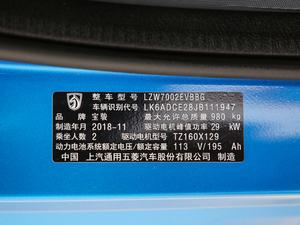 整车型号 LZW7002EVBBG
车辆识别代号 LK6ADCE28JB111947
品牌 宝骏 最大允许总质量 980 kg
制造年月 2018-11 驱动电机峰值功率 29 kW
乘坐人数 2 驱动电机型号 TZ160X129
动力电池系统额定电压/额定容量 113 V/195 Ah
中国 上汽通用五菱汽车股份有限公司 制造